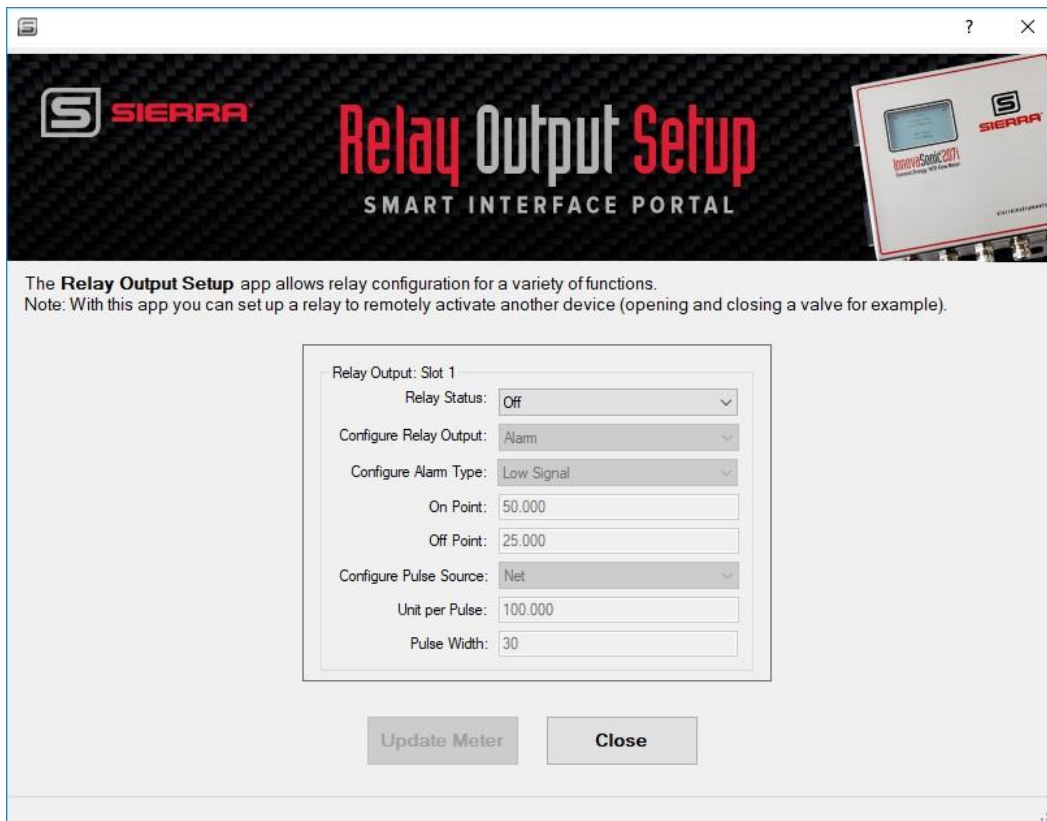 ?
SIERRA
Relay Output Setup
SMART INTERFACE PORTAL
SIERRA
InnovaSonic 207i
The Relay Output Setup app allows relay configuration for a variety of functions.
Note: With this app you can set up a relay to remotely activate another device (opening and closing a valve for example).
Relay Output: Slot 1
Relay Status: Off
Configure Relay Output: Alarm
Configure Alarm Type: Low Signal
On Point: 50.000
Off Point: 25.000
Configure Pulse Source: Net
Unit per Pulse: 100.000
Pulse Width: 30
Update Meter Close